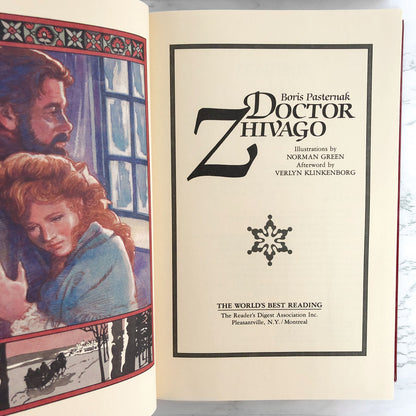 Boris Pasternak
DOCTOR
ZHIVAGO
Illustrations by
NORMAN GREEN
Afterword by
VERLYN KLINKENBORG
THE WORLD'S BEST READING
The Reader's Digest Association Inc.
Pleasantville, N.Y. / Montreal